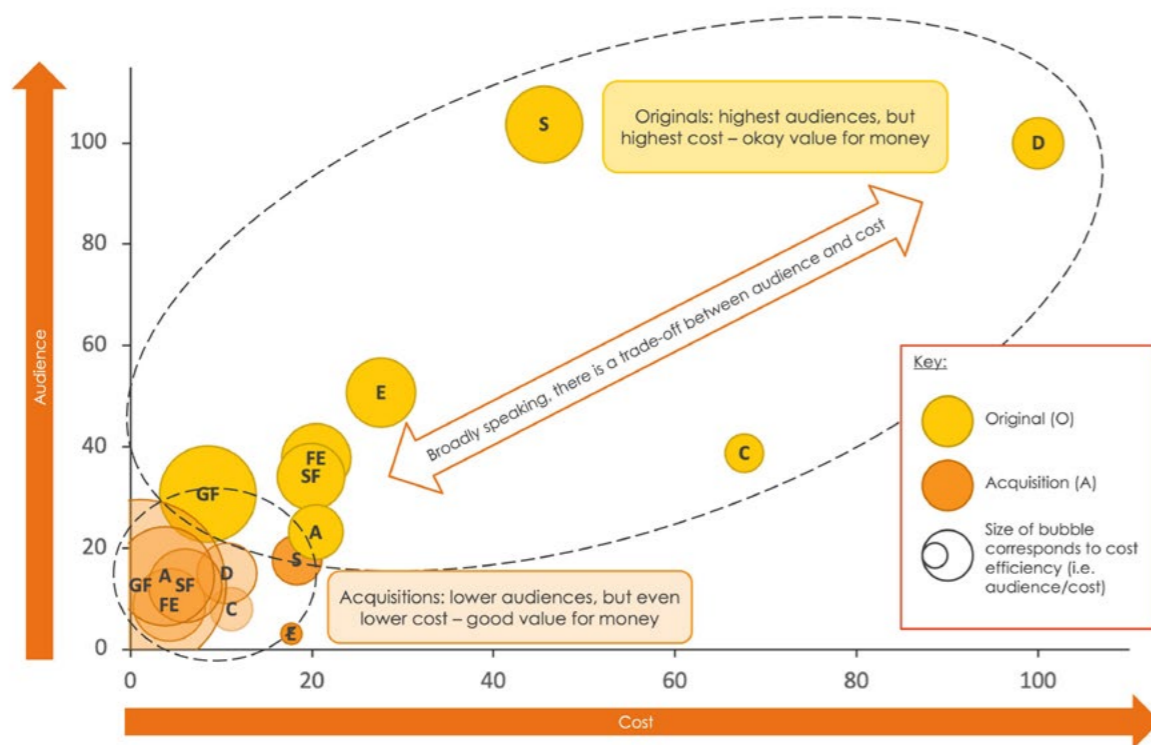 Audience
100
80
60
40
20
0
0
20
40
60
80
100
Cost
S
Originals: highest audiences, but
highest cost – okay value for money
D
Broadly speaking, there is a trade-off between audience and cost
E
C
FE
SF
GF
A
S
E
GF
A
SF
FE
D
C
Acquisitions: lower audiences, but even
lower cost – good value for money
Key:
Original (O)
Acquisition (A)
Size of bubble
corresponds to cost
efficiency (i.e.
audience/cost)